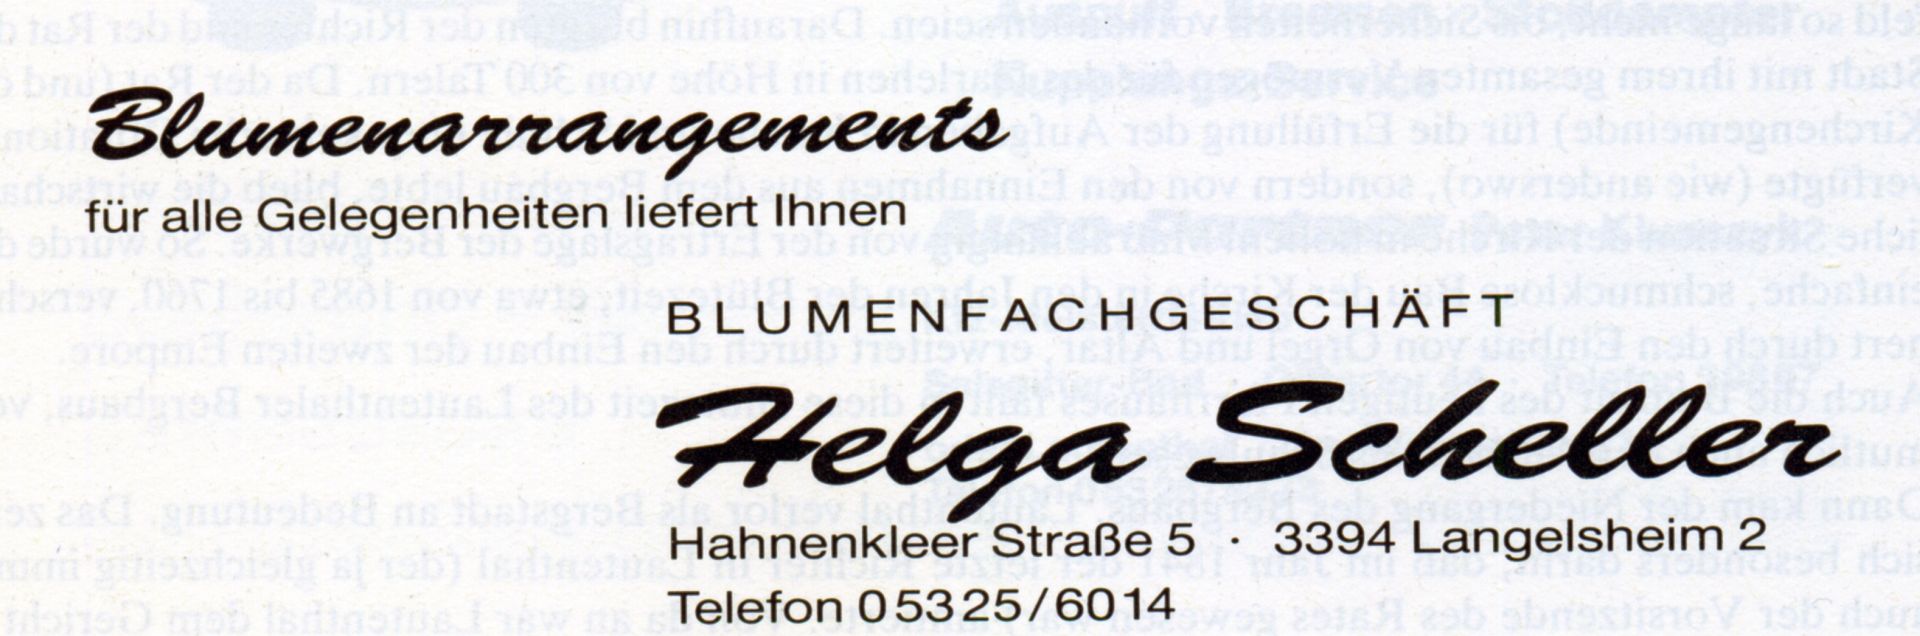 Blumenarrangements
für alle Gelegenheiten liefert Ihnen
BLUMENFACHGESCHÄFT
Helga Scheller
Hahnenkleer Straße 5 · 3394 Langelsheim 2
Telefon 05325/6014